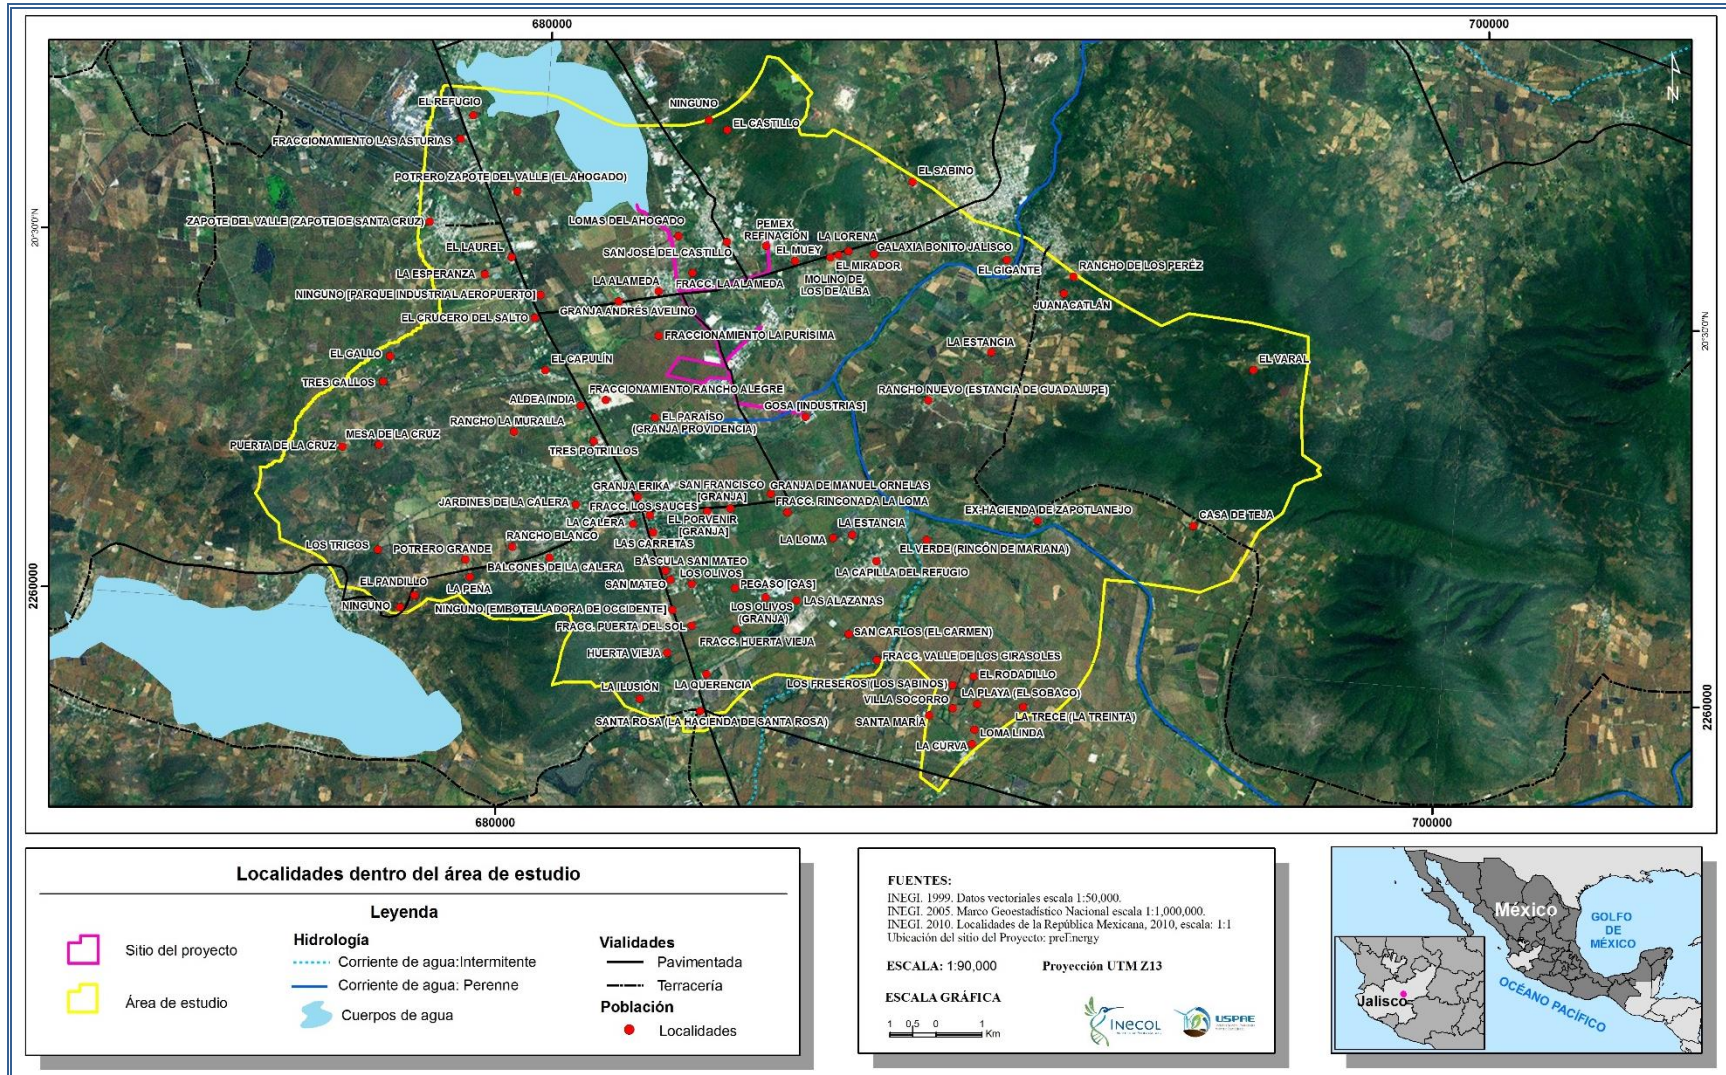 680000
700000
20°30'0"N
2260000
EL REFUGIO
NINGUNO
EL CASTILLO
FRACCIONAMIENTO LAS ASTURIAS
POTRERO ZAPOTE DEL VALLE (EL AHOGADO)
EL SABINO
ZAPOTE DEL VALLE (ZAPOTE DE SANTA CRUZ)
LOMAS DEL AHOGADO
PEMEX
REFINACIÓN
LA LORENA
EL LAUREL
SAN JOSÉ DEL CASTILLO
EL MUEY
GALAXIA BONITO JALISCO
EL MIRADOR
EL GIGANTE
LA ESPERANZA
LA ALAMEDA
FRACC. LA ALAMEDA
MOLINO DE
LOS DE ALBA
RANCHO DE LOS PERÉZ
NINGUNO [PARQUE INDUSTRIAL AEROPUERTO]
JUANACATLÁN
EL CRUCERO DEL SALTO
GRANJA ANDRÉS AVELINO
FRACCIONAMIENTO LA PURÍSIMA
20°30'0"N
EL GALLO
EL CAPULÍN
LA ESTANCIA
EL VARAL
TRES GALLOS
FRACCIONAMIENTO RANCHO ALEGRE
RANCHO NUEVO (ESTANCIA DE GUADALUPE)
ALDEA INDIA
GOSA [INDUSTRIAS]
RANCHO LA MURALLA
EL PARAÍSO
(GRANJA PROVIDENCIA)
MESA DE LA CRUZ
PUERTA DE LA CRUZ
TRES POTRILLOS
GRANJA ERIKA
SAN FRANCISCO
[GRANJA]
GRANJA DE MANUEL ORNELAS
JARDINES DE LA CALERA
FRACC. LOS SAUCES
FRACC. RINCONADA LA LOMA
EX-HACIENDA DE ZAPOTLANEJO
CASA DE TEJA
LA CALERA
EL PORVENIR
[GRANJA]
LA ESTANCIA
RANCHO BLANCO
LAS CARRETAS
LA LOMA
EL VERDE (RINCÓN DE MARIANA)
LOS TRIGOS
POTRERO GRANDE
BALCONES DE LA CALERA
BÁSCULA SAN MATEO
LA CAPILLA DEL REFUGIO
EL PANDILLO
LA PEÑA
SAN MATEO
LOS OLIVOS
PEGASO [GAS]
LAS ALAZANAS
NINGUNO
NINGUNO [EMBOTELLADORA DE OCCIDENTE]
LOS OLIVOS
(GRANJA)
FRACC. PUERTA DEL SOL
FRACC. HUERTA VIEJA
SAN CARLOS (EL CARMEN)
HUERTA VIEJA
FRACC. VALLE DE LOS GIRASOLES
LA QUERENCIA
EL RODADILLO
LA ILUSIÓN
LOS FRESEROS (LOS SABINOS)
LA PLAYA (EL SOBACO)
VILLA SOCORRO
SANTA ROSA (LA HACIENDA DE SANTA ROSA)
SANTA MARÍA
LA TRECE (LA TREINTA)
LOMA LINDA
LA CURVA
2260000
N
680000
700000
Localidades dentro del área de estudio
Leyenda
Sitio del proyecto
Área de estudio
Hidrología
Corriente de agua:Intermitente
Corriente de agua: Perenne
Cuerpos de agua
Vialidades
Pavimentada
Terracería
Población
Localidades
FUENTES:
INEGI. 1999. Datos vectoriales escala 1:50,000.
INEGI. 2005. Marco Geoestadístico Nacional escala 1:1,000,000.
INEGI. 2010. Localidades de la República Mexicana, 2010, escala: 1:1
Ubicación del sitio del Proyecto: preEnergy
ESCALA: 1:90,000 Proyección UTM Z13
ESCALA GRÁFICA
1 0.5 0 1
Km
INECOL
USPAE
México
GOLFO
DE
MÉXICO
OCÉANO PACÍFICO
Jalisco